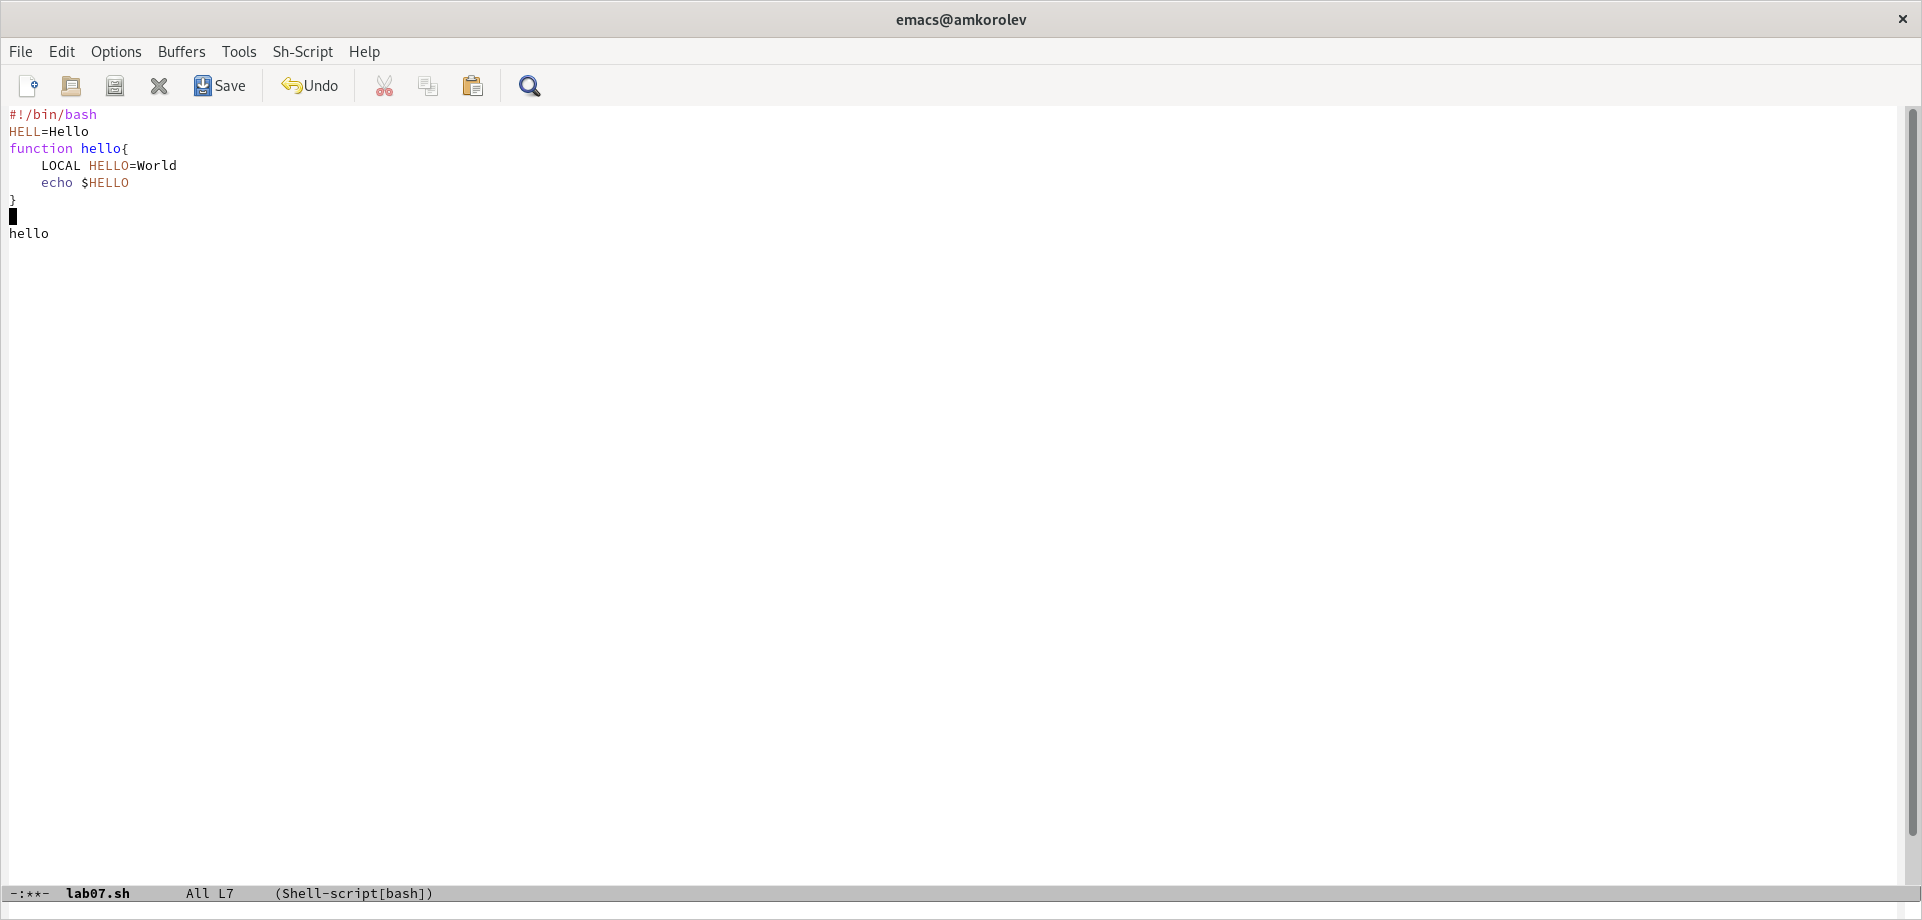 emacs@amkorolev
File Edit Options Buffers Tools Sh-Script Help
Save Undo
#!/bin/bash
HELL=Hello
function hello{
    LOCAL HELLO=World
    echo $HELLO
}
hello
-:**-  lab07.sh       All L7     (Shell-script[bash])